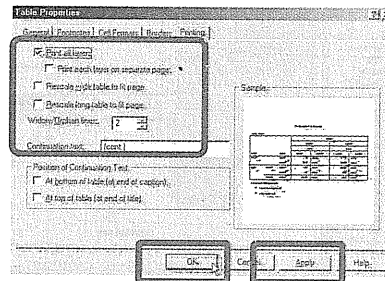 Table Properties
General Footnotes Cell Formats Borders Printing
Print all layers
Print each layer on separate page
Rescale wide table to fit page
Rescale long table to fit page
Widow/Orphan lines: 2
Continuation text: (cont.)
Sample
Position of Continuation Text
At bottom of table (at end of caption)
At top of table (at end of title)
OK Cancel Apply Help